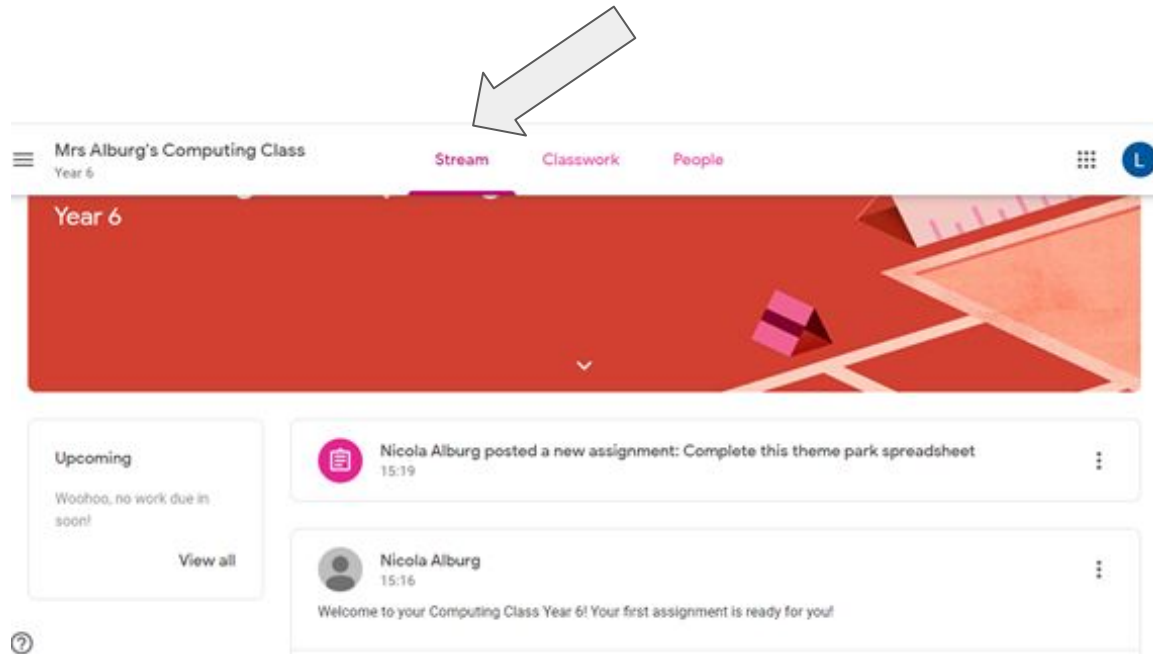 Mrs Alburg's Computing Class
Year 6
Stream
Classwork
People
L
Year 6
Upcoming
Woohoo, no work due in
soon!
View all
Nicola Alburg posted a new assignment: Complete this theme park spreadsheet
15:19
Nicola Alburg
15:16
Welcome to your Computing Class Year 6! Your first assignment is ready for you!